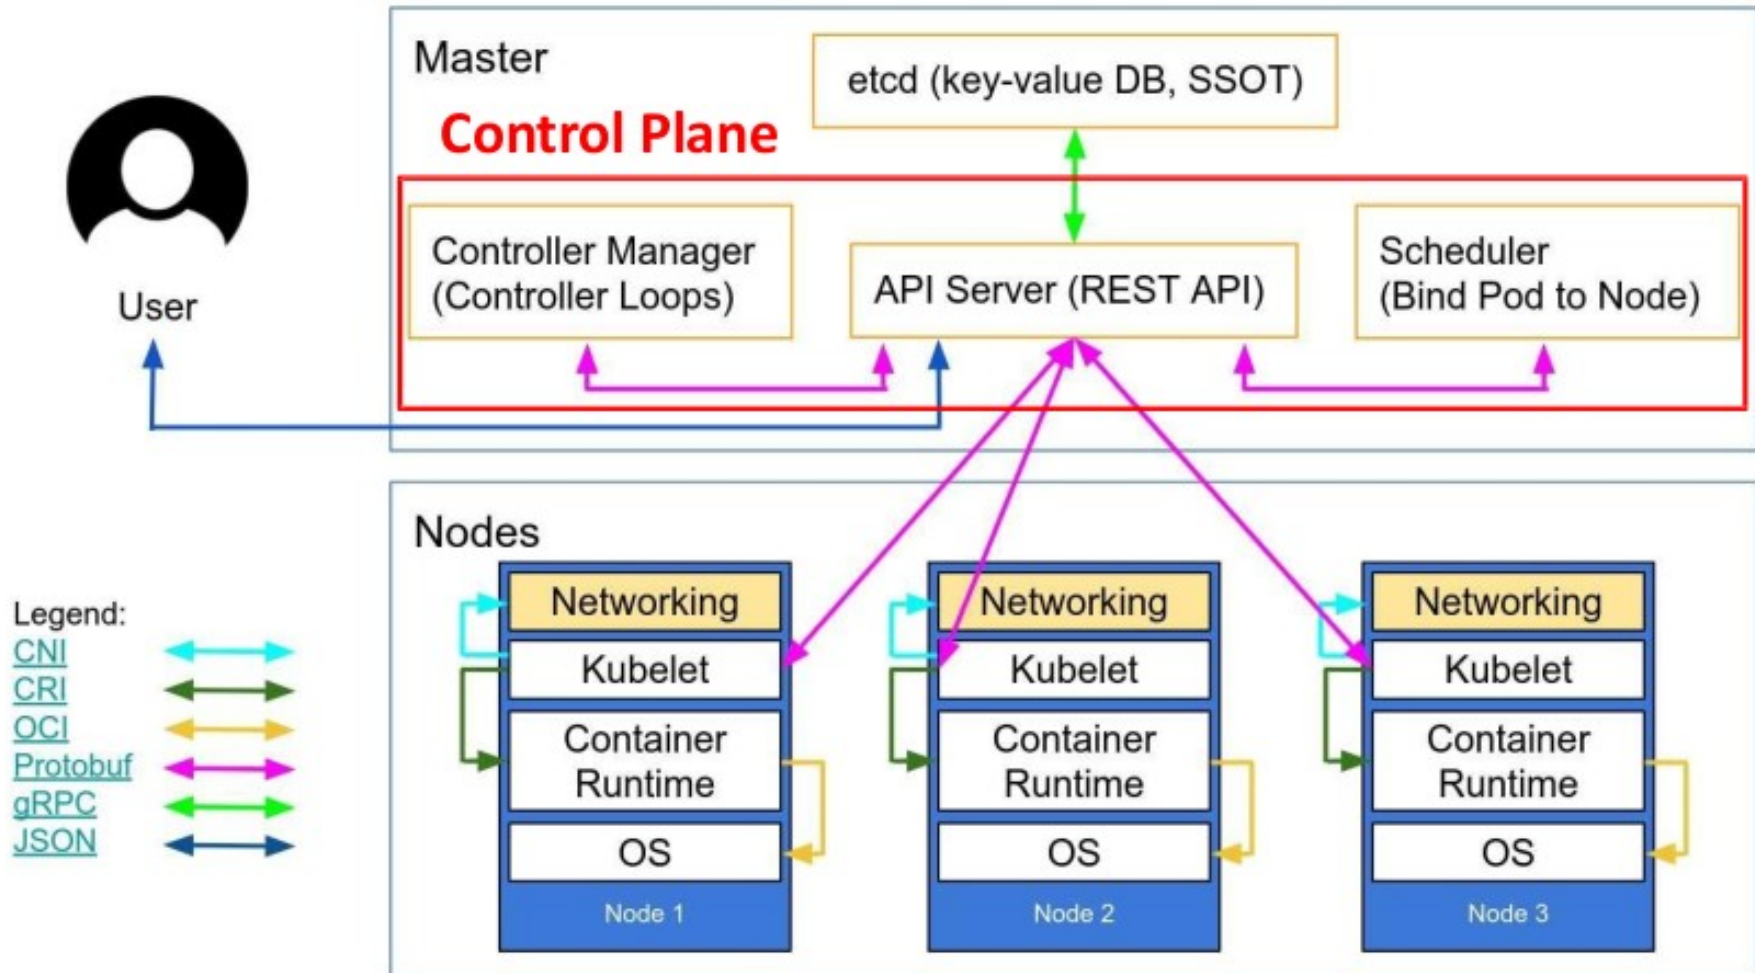 Master
etcd (key-value DB, SSOT)
Control Plane
Controller Manager
(Controller Loops)
API Server (REST API)
Scheduler
(Bind Pod to Node)
User
Nodes
Networking
Kubelet
Container
Runtime
OS
Node 1
Networking
Kubelet
Container
Runtime
OS
Node 2
Networking
Kubelet
Container
Runtime
OS
Node 3
Legend:
CNI
CRI
OCI
Protobuf
gRPC
JSON